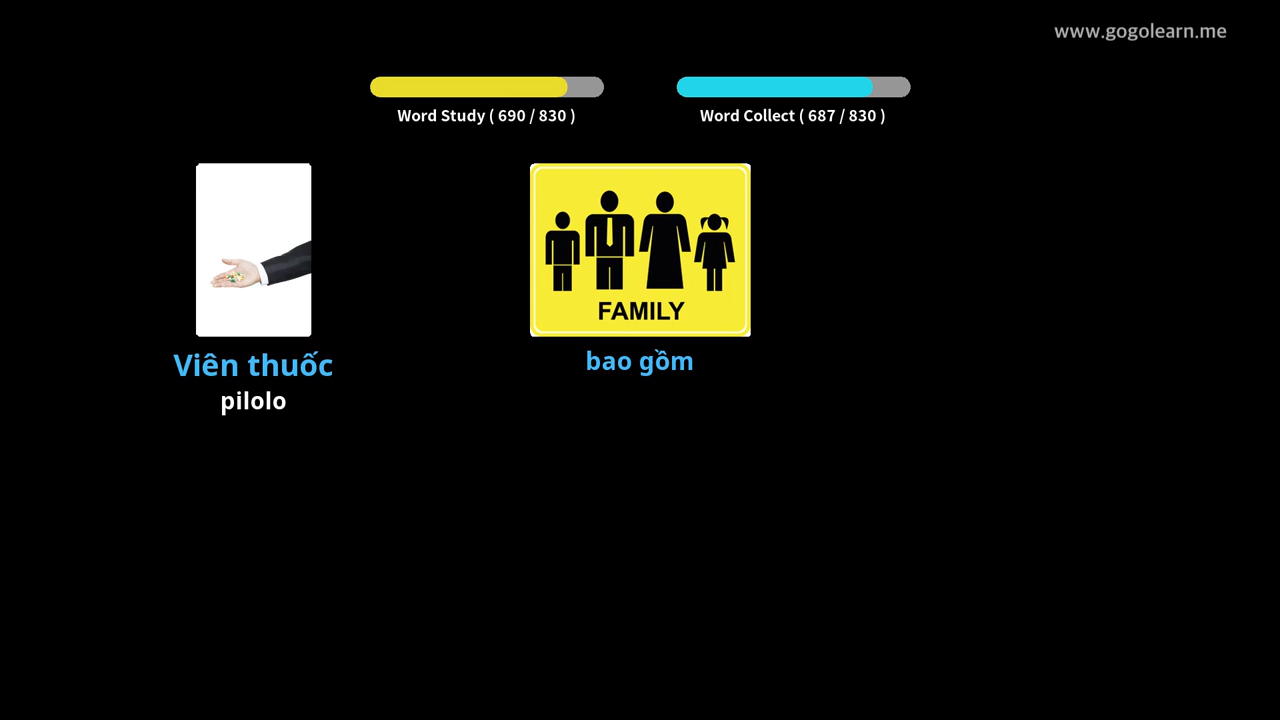 www.gogolearn.me
Word Study ( 690 / 830 )
Word Collect ( 687 / 830 )
FAMILY
Viên thuốc
bao gồm
pilolo